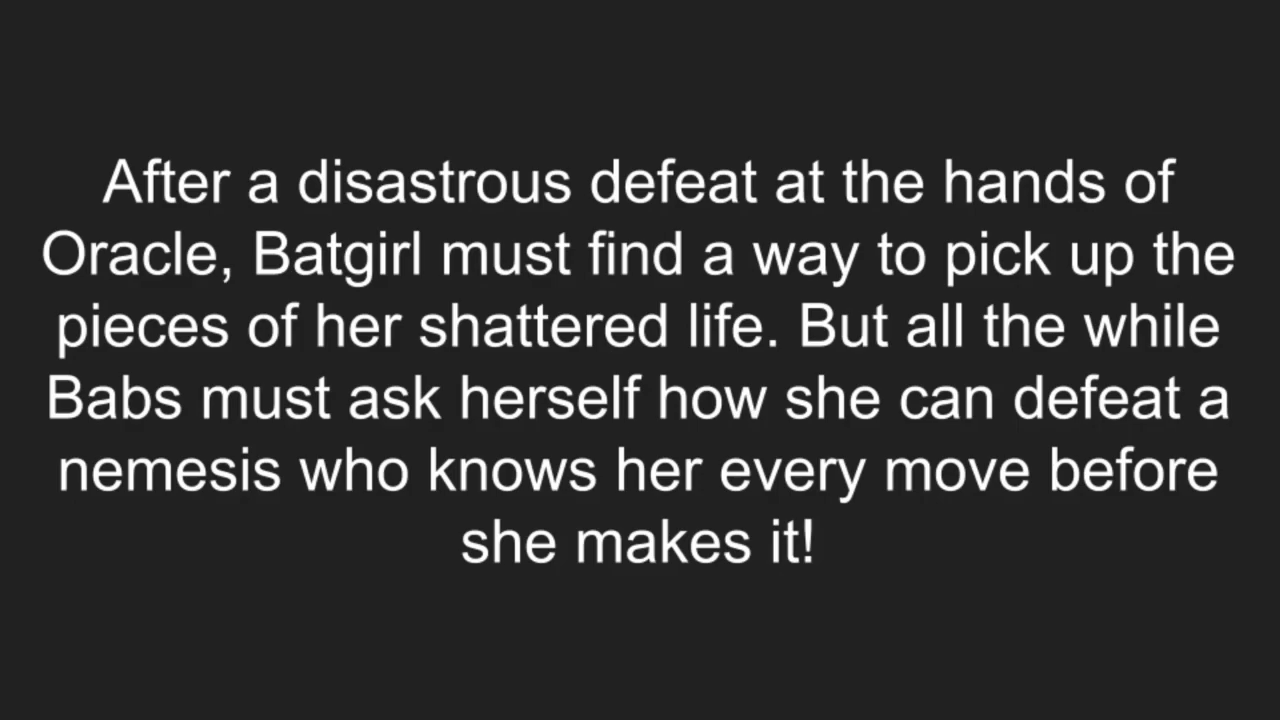 After a disastrous defeat at the hands of
Oracle, Batgirl must find a way to pick up the
pieces of her shattered life. But all the while
Babs must ask herself how she can defeat a
nemesis who knows her every move before
she makes it!